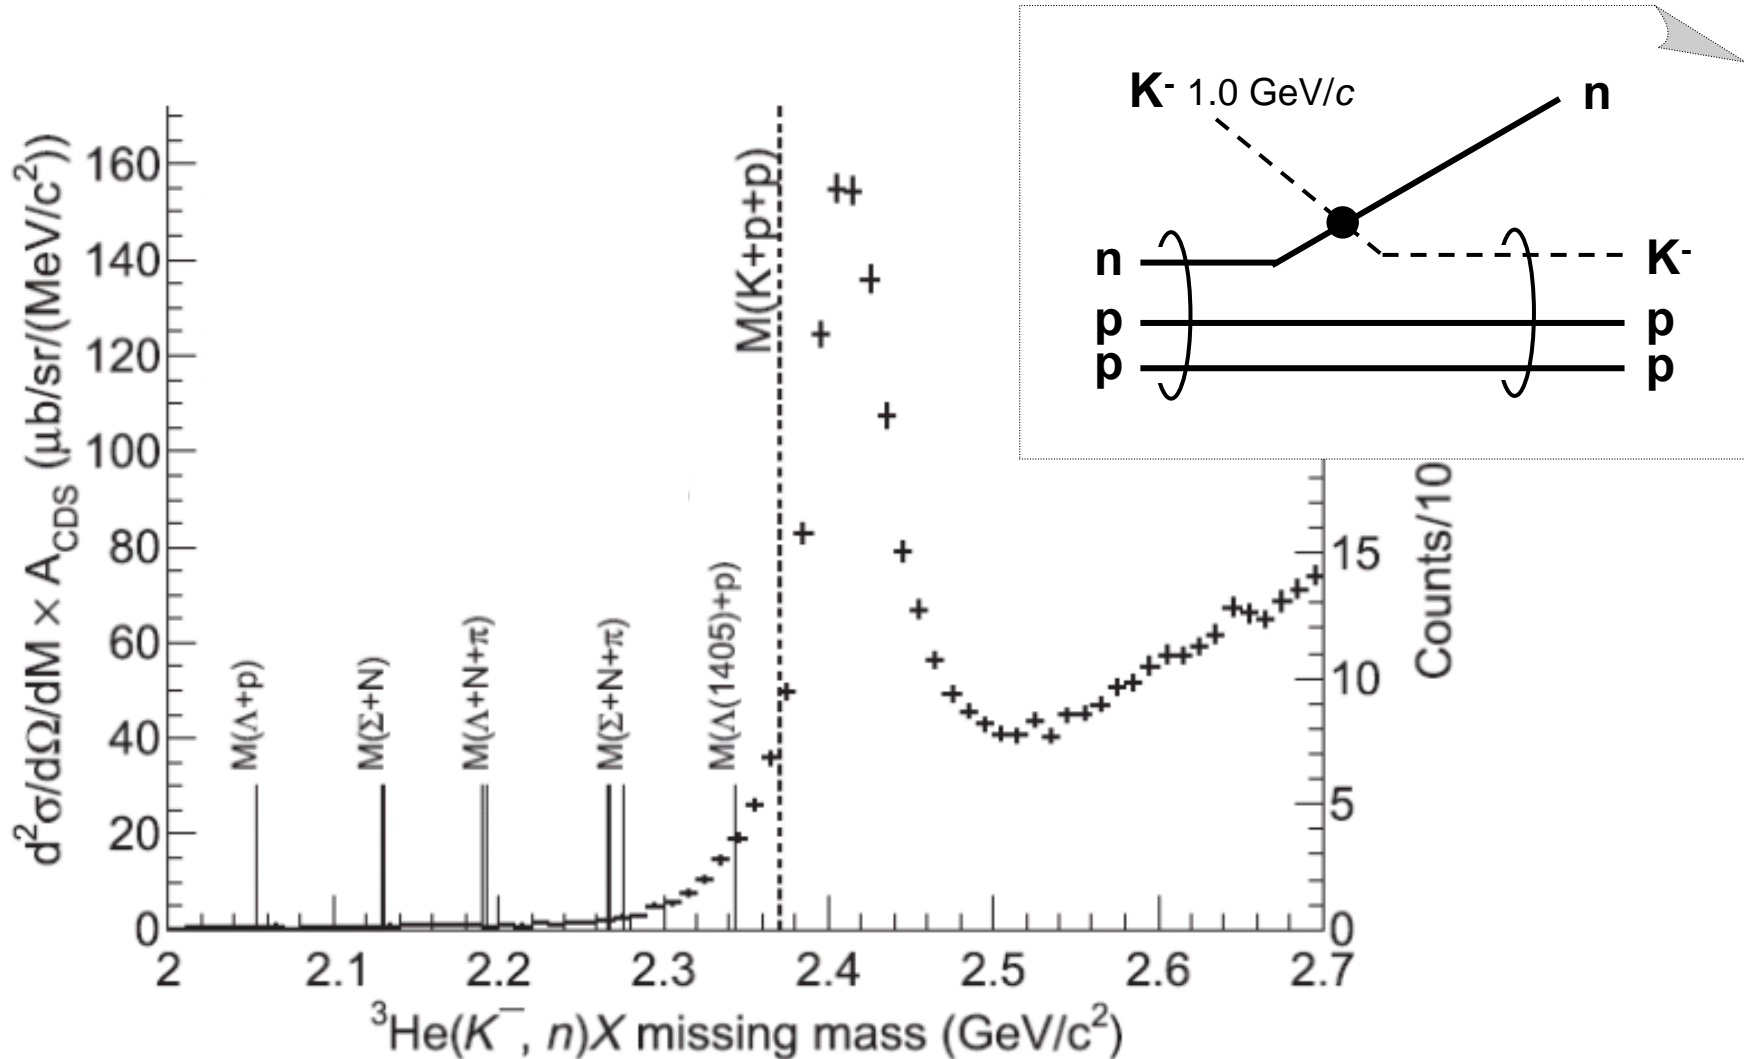 K- 1.0 GeV/c
n
n
K-
p
p
p
p
d²σ/dΩ/dM × A_CDS (μb/sr/(MeV/c²))
160
140
120
100
80
60
40
20
0
M(K+p+p)
M(Λ+p)
M(Σ+N)
M(Λ+N+π)
M(Σ+N+π)
M(Λ(1405)+p)
15
10
5
0
Counts/10
2 2.1 2.2 2.3 2.4 2.5 2.6 2.7
³He(K⁻, n)X missing mass (GeV/c²)